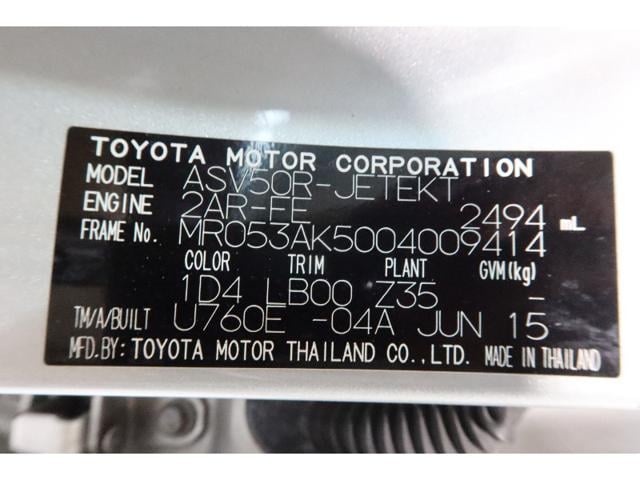 TOYOTA MOTOR CORPORATION
MODEL ASV50R-JETEKT
ENGINE 2AR-FE 2494 mL
FRAME No. MR053AK5004009414
COLOR TRIM PLANT GVM(kg)
1D4 LB00 Z35 -
TM/A/BUILT U760E -04A JUN 15
MFD.BY: TOYOTA MOTOR THAILAND CO.,LTD. MADE IN THAILAND